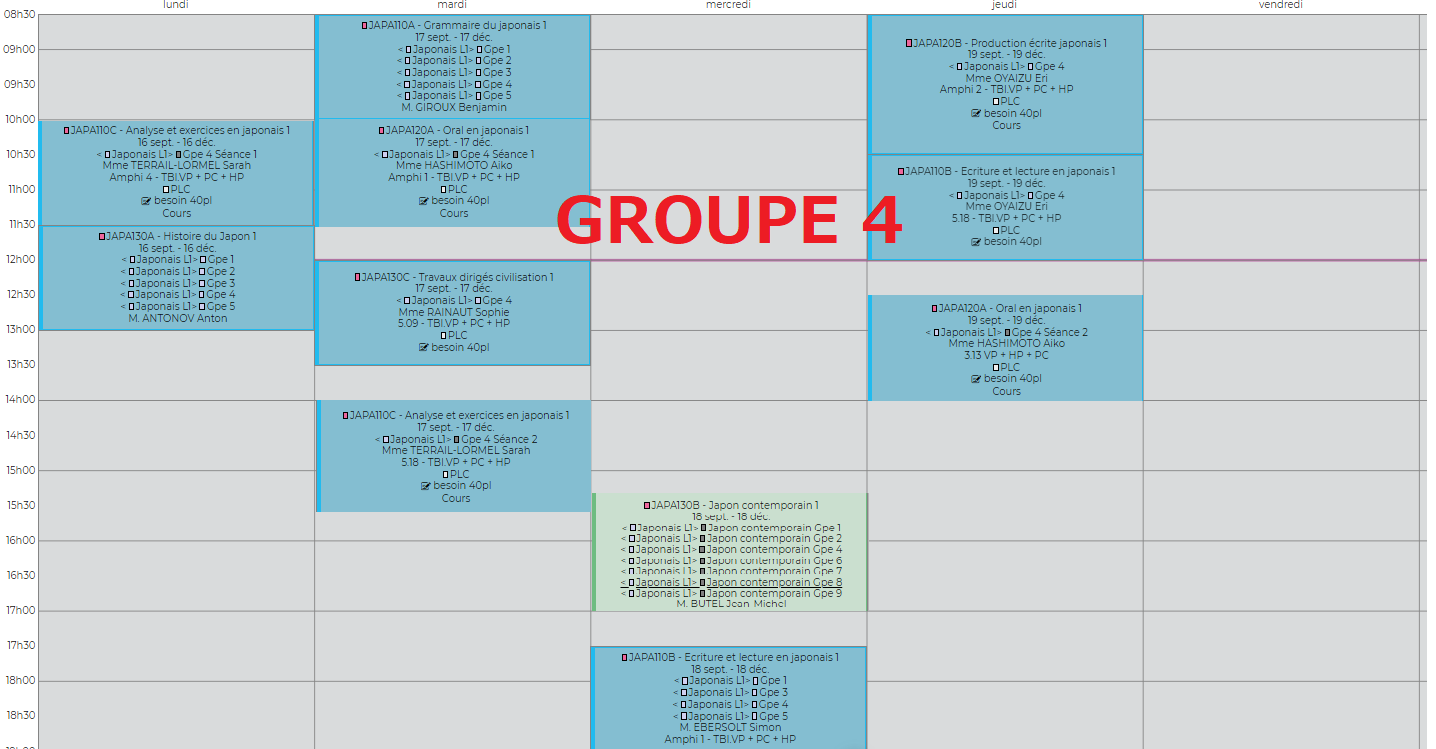 lundi
mardi
mercredi
jeudi
vendredi
08h30
09h00
09h30
10h00
10h30
11h00
11h30
12h00
12h30
13h00
13h30
14h00
14h30
15h00
15h30
16h00
16h30
17h00
17h30
18h00
18h30
JAPA110C - Analyse et exercices en japonais 1
16 sept. - 16 déc.
< Japonais L1> Gpe 4 Séance 1
Mme TERRAIL-LORMEL Sarah
Amphi 4 - TBI.VP + PC + HP
PLC
besoin 40pl
Cours
JAPA130A - Histoire du Japon 1
16 sept. - 16 déc.
< Japonais L1> Gpe 1
< Japonais L1> Gpe 2
< Japonais L1> Gpe 3
< Japonais L1> Gpe 4
< Japonais L1> Gpe 5
M. ANTONOV Anton
JAPA110A - Grammaire du japonais 1
17 sept. - 17 déc.
< Japonais L1> Gpe 1
< Japonais L1> Gpe 2
< Japonais L1> Gpe 3
< Japonais L1> Gpe 4
< Japonais L1> Gpe 5
M. GIROUX Benjamin
JAPA120A - Oral en japonais 1
17 sept. - 17 déc.
< Japonais L1> Gpe 4 Séance 1
Mme HASHIMOTO Aiko
Amphi 1 - TBI.VP + PC + HP
PLC
besoin 40pl
Cours
GROUPE 4
JAPA130C - Travaux dirigés civilisation 1
17 sept. - 17 déc.
< Japonais L1> Gpe 4
Mme RAINAUT Sophie
5.09 - TBI.VP + PC + HP
PLC
besoin 40pl
JAPA110C - Analyse et exercices en japonais 1
17 sept. - 17 déc.
< Japonais L1> Gpe 4 Séance 2
Mme TERRAIL-LORMEL Sarah
5.18 - TBI.VP + PC + HP
PLC
besoin 40pl
Cours
JAPA130B - Japon contemporain 1
18 sept. - 18 déc.
< Japonais L1> Japon contemporain Gpe 1
< Japonais L1> Japon contemporain Gpe 2
< Japonais L1> Japon contemporain Gpe 4
< Japonais L1> Japon contemporain Gpe 6
< Japonais L1> Japon contemporain Gpe 7
< Japonais L1> Japon contemporain Gpe 8
< Japonais L1> Japon contemporain Gpe 9
M. BUTEL Jean-Michel
JAPA110B - Ecriture et lecture en japonais 1
18 sept. - 18 déc.
< Japonais L1> Gpe 1
< Japonais L1> Gpe 3
< Japonais L1> Gpe 4
< Japonais L1> Gpe 5
M. EBERSOLT Simon
Amphi 1 - TBI.VP + PC + HP
JAPA120B - Production écrite japonais 1
19 sept. - 19 déc.
< Japonais L1> Gpe 4
Mme OYAIZU Eri
Amphi 2 - TBI.VP + PC + HP
PLC
besoin 40pl
Cours
JAPA110B - Ecriture et lecture en japonais 1
19 sept. - 19 déc.
< Japonais L1> Gpe 4
Mme OYAIZU Eri
5.18 - TBI.VP + PC + HP
PLC
besoin 40pl
JAPA120A - Oral en japonais 1
19 sept. - 19 déc.
< Japonais L1> Gpe 4 Séance 2
Mme HASHIMOTO Aiko
3.13 VP + HP + PC
PLC
besoin 40pl
Cours